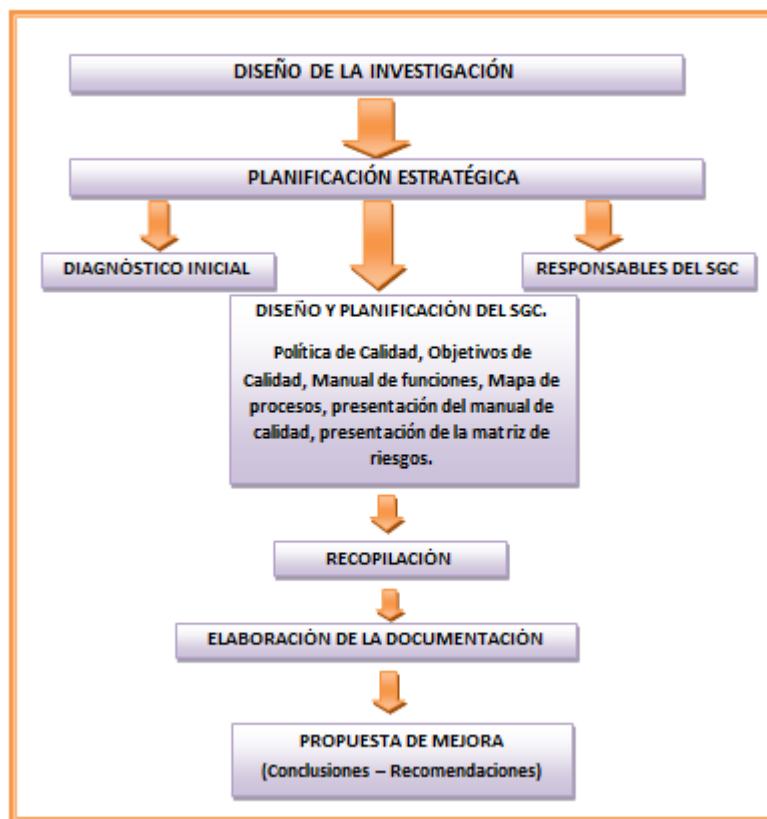 DISEÑO DE LA INVESTIGACIÓN
PLANIFICACIÓN ESTRATÉGICA
DIAGNÓSTICO INICIAL
RESPONSABLES DEL SGC
DISEÑO Y PLANIFICACIÓN DEL SGC.
Política de Calidad, Objetivos de
Calidad, Manual de funciones, Mapa de
procesos, presentación del manual de
calidad, presentación de la matriz de
riesgos.
RECOPILACIÓN
ELABORACIÓN DE LA DOCUMENTACIÓN
PROPUESTA DE MEJORA
(Conclusiones – Recomendaciones)